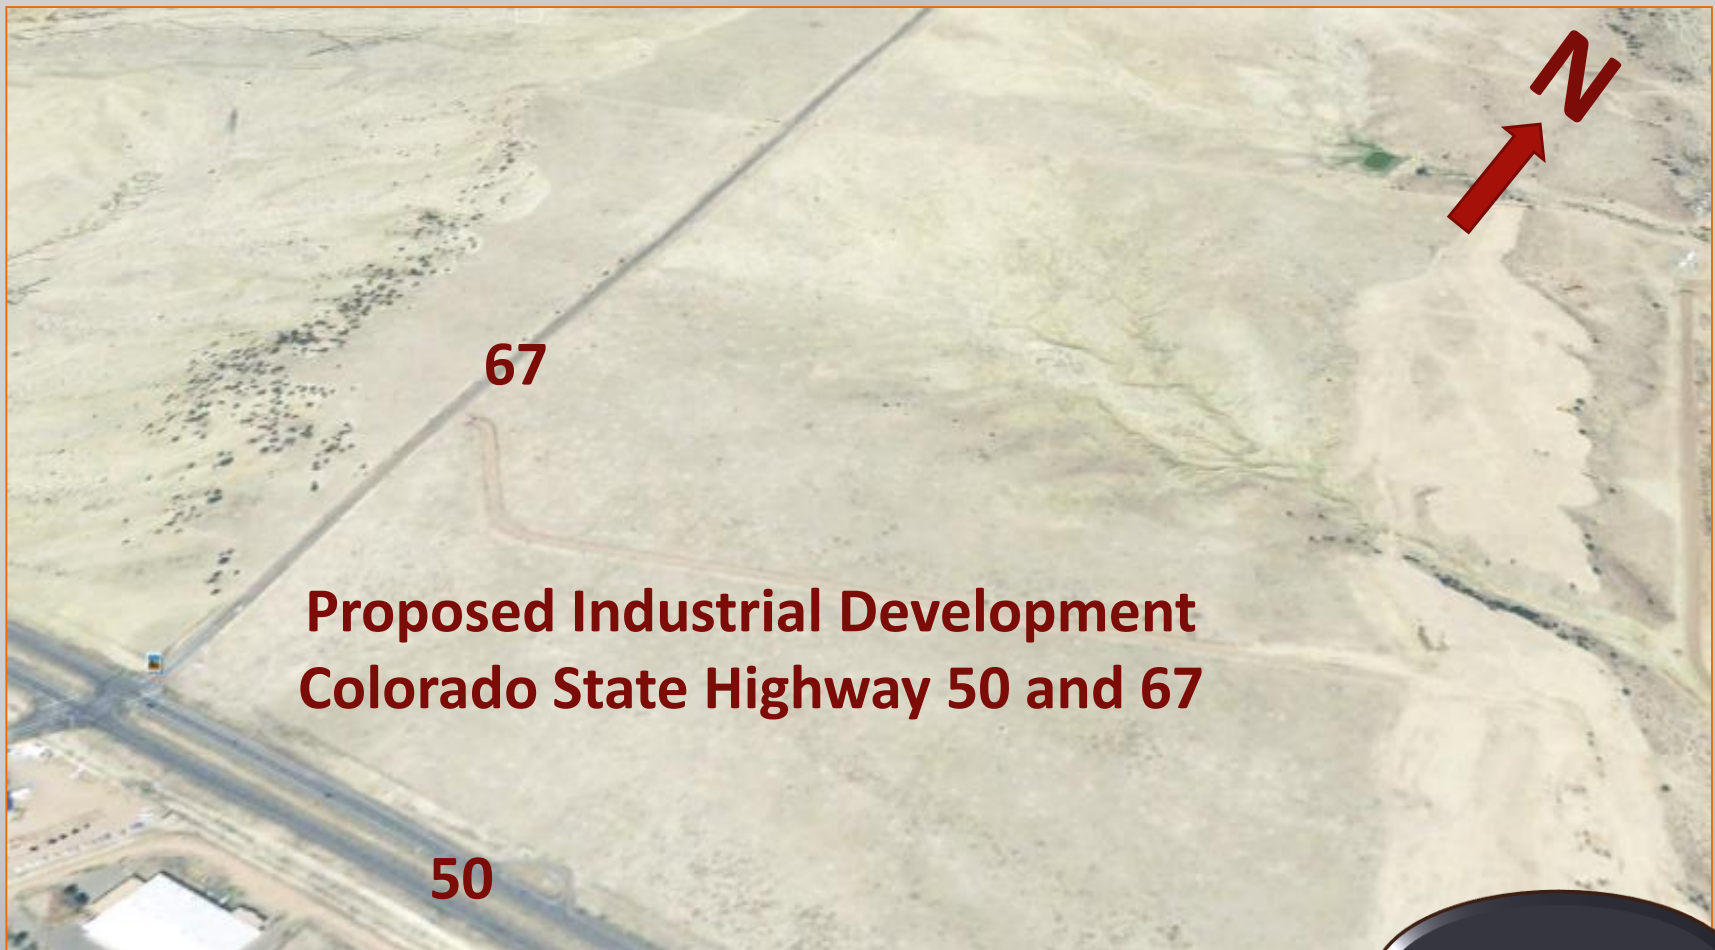 N
67
Proposed Industrial Development
Colorado State Highway 50 and 67
50